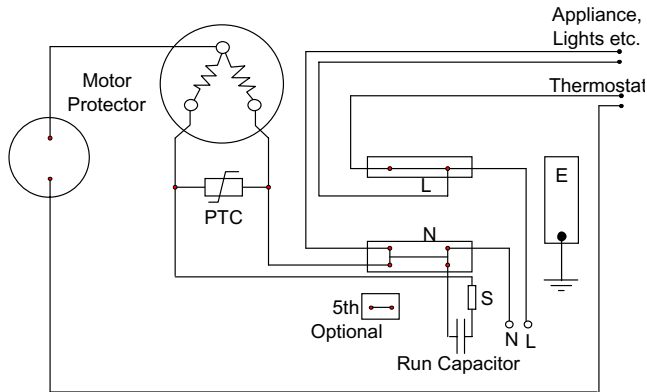 Appliance,
Lights etc.
Motor
Protector
Thermostat
L
E
PTC
N
5th
Optional
S
N L
Run Capacitor